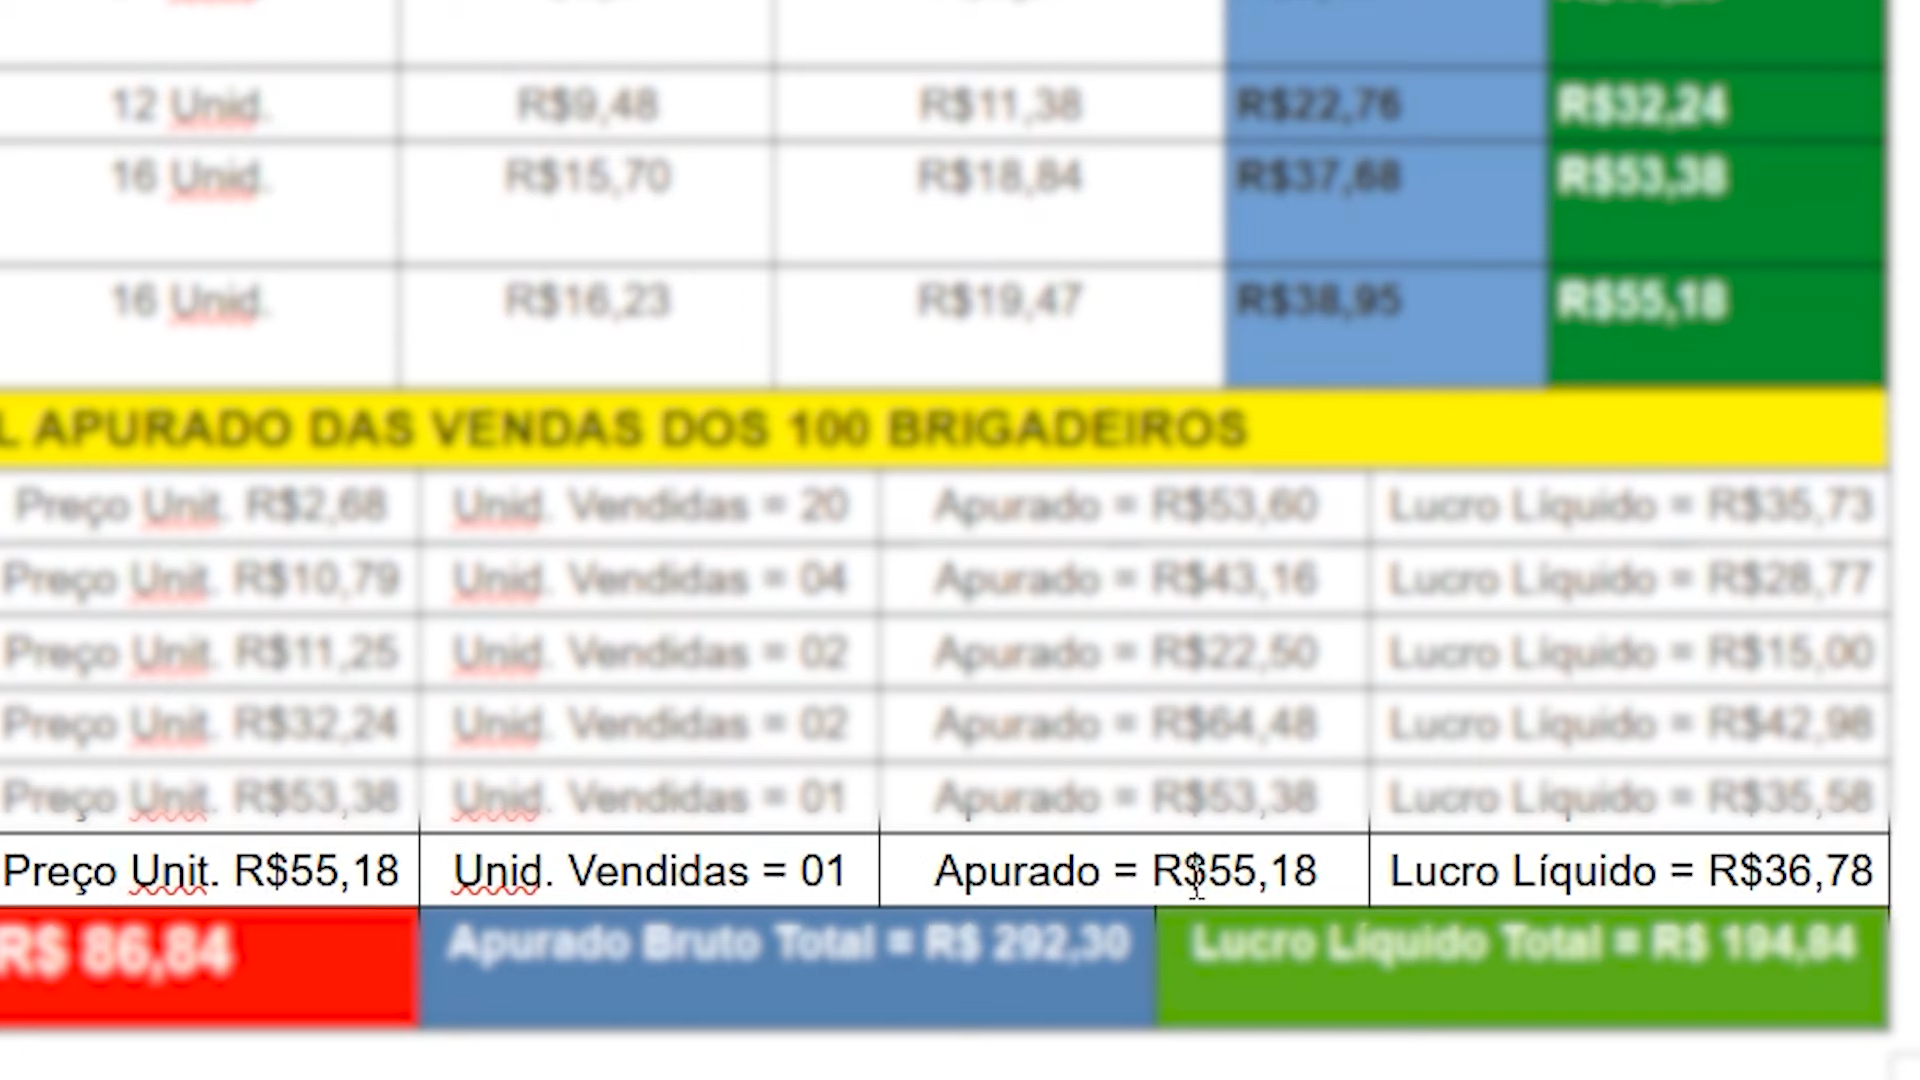 12 Unid. R$9,48 R$11,38 R$22,76 R$32,24
16 Unid. R$15,70 R$18,84 R$37,68 R$53,38
16 Unid. R$16,23 R$19,47 R$38,95 R$55,18
L APURADO DAS VENDAS DOS 100 BRIGADEIROS
Preço Unit. R$2,68 Unid. Vendidas = 20 Apurado = R$53,60 Lucro Líquido = R$35,73
Preço Unit. R$10,79 Unid. Vendidas = 04 Apurado = R$43,16 Lucro Líquido = R$28,77
Preço Unit. R$11,25 Unid. Vendidas = 02 Apurado = R$22,50 Lucro Líquido = R$15,00
Preço Unit. R$32,24 Unid. Vendidas = 02 Apurado = R$64,48 Lucro Líquido = R$42,98
Preço Unit. R$53,38 Unid. Vendidas = 01 Apurado = R$53,38 Lucro Líquido = R$35,58
Preço Unit. R$55,18 Unid. Vendidas = 01 Apurado = R$55,18 Lucro Líquido = R$36,78
R$ 86,84 Apurado Bruto Total = R$ 292,30 Lucro Líquido Total = R$ 194,84